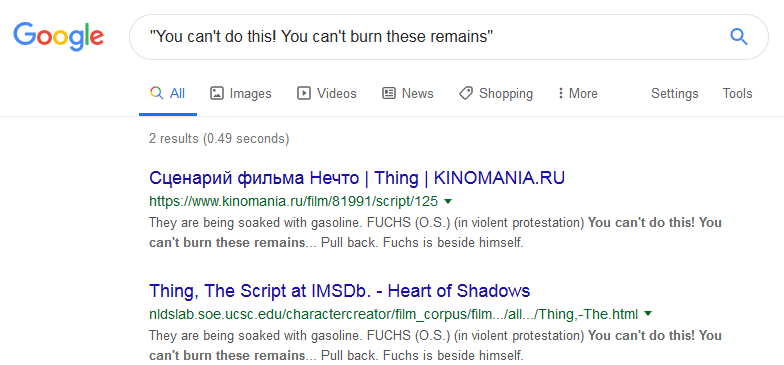 Google
"You can't do this! You can't burn these remains"
All Images Videos News Shopping More Settings Tools
2 results (0.49 seconds)
Сценарий фильма Нечто | Thing | KINOMANIA.RU
https://www.kinomania.ru/film/81991/script/125
They are being soaked with gasoline. FUCHS (O.S.) (in violent protestation) You can't do this! You
can't burn these remains... Pull back. Fuchs is beside himself.
Thing, The Script at IMSDb. - Heart of Shadows
nldslab.soe.ucsc.edu/charactercreator/film_corpus/film.../all.../Thing,-The.html
They are being soaked with gasoline. FUCHS (O.S.) (in violent protestation) You can't do this! You
can't burn these remains... Pull back. Fuchs is beside himself.